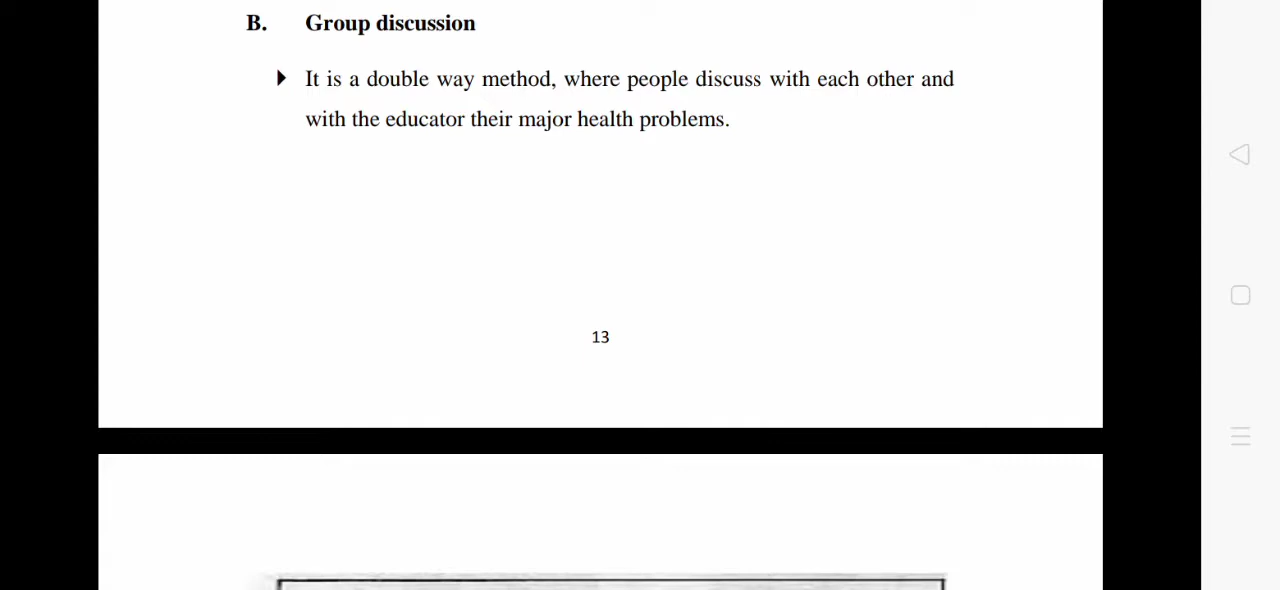 B. Group discussion
It is a double way method, where people discuss with each other and
with the educator their major health problems.
13